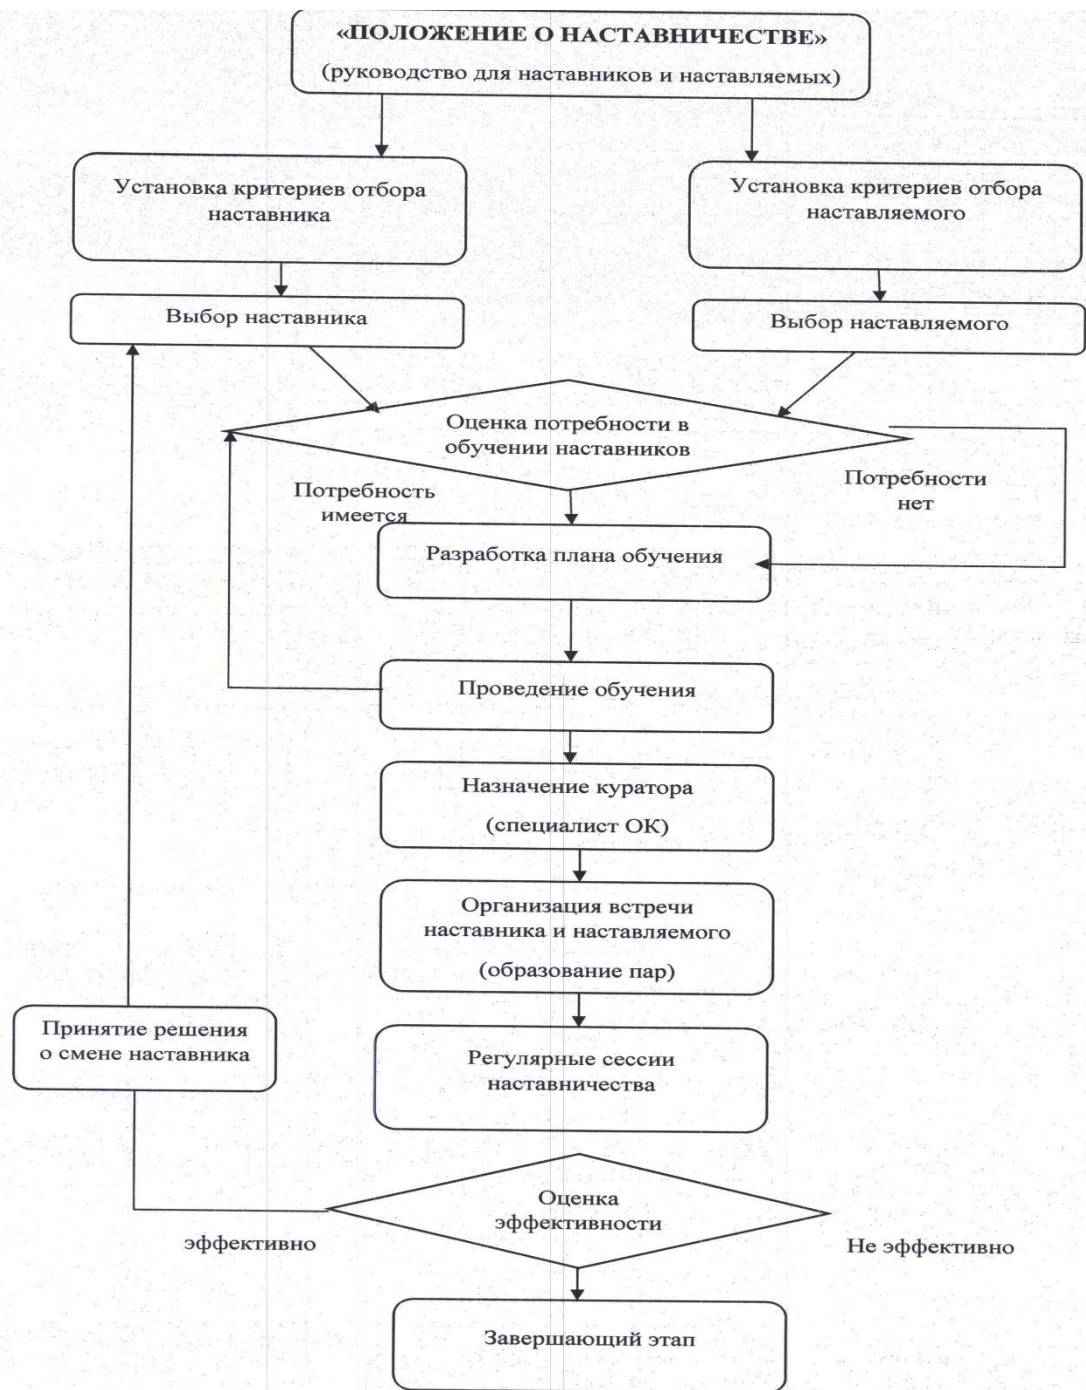 «ПОЛОЖЕНИЕ О НАСТАВНИЧЕСТВЕ»
(руководство для наставников и наставляемых)
Установка критериев отбора
наставника
Установка критериев отбора
наставляемого
Выбор наставника
Выбор наставляемого
Оценка потребности в
обучении наставников
Потребность
имеется
Потребности
нет
Разработка плана обучения
Проведение обучения
Назначение куратора
(специалист ОК)
Организация встречи
наставника и наставляемого
(образование пар)
Принятие решения
о смене наставника
Регулярные сессии
наставничества
Оценка
эффективности
эффективно
Не эффективно
Завершающий этап